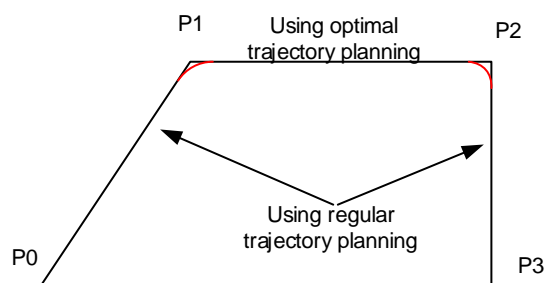 P1
Using optimal
trajectory planning
P2
Using regular
trajectory planning
P0
P3